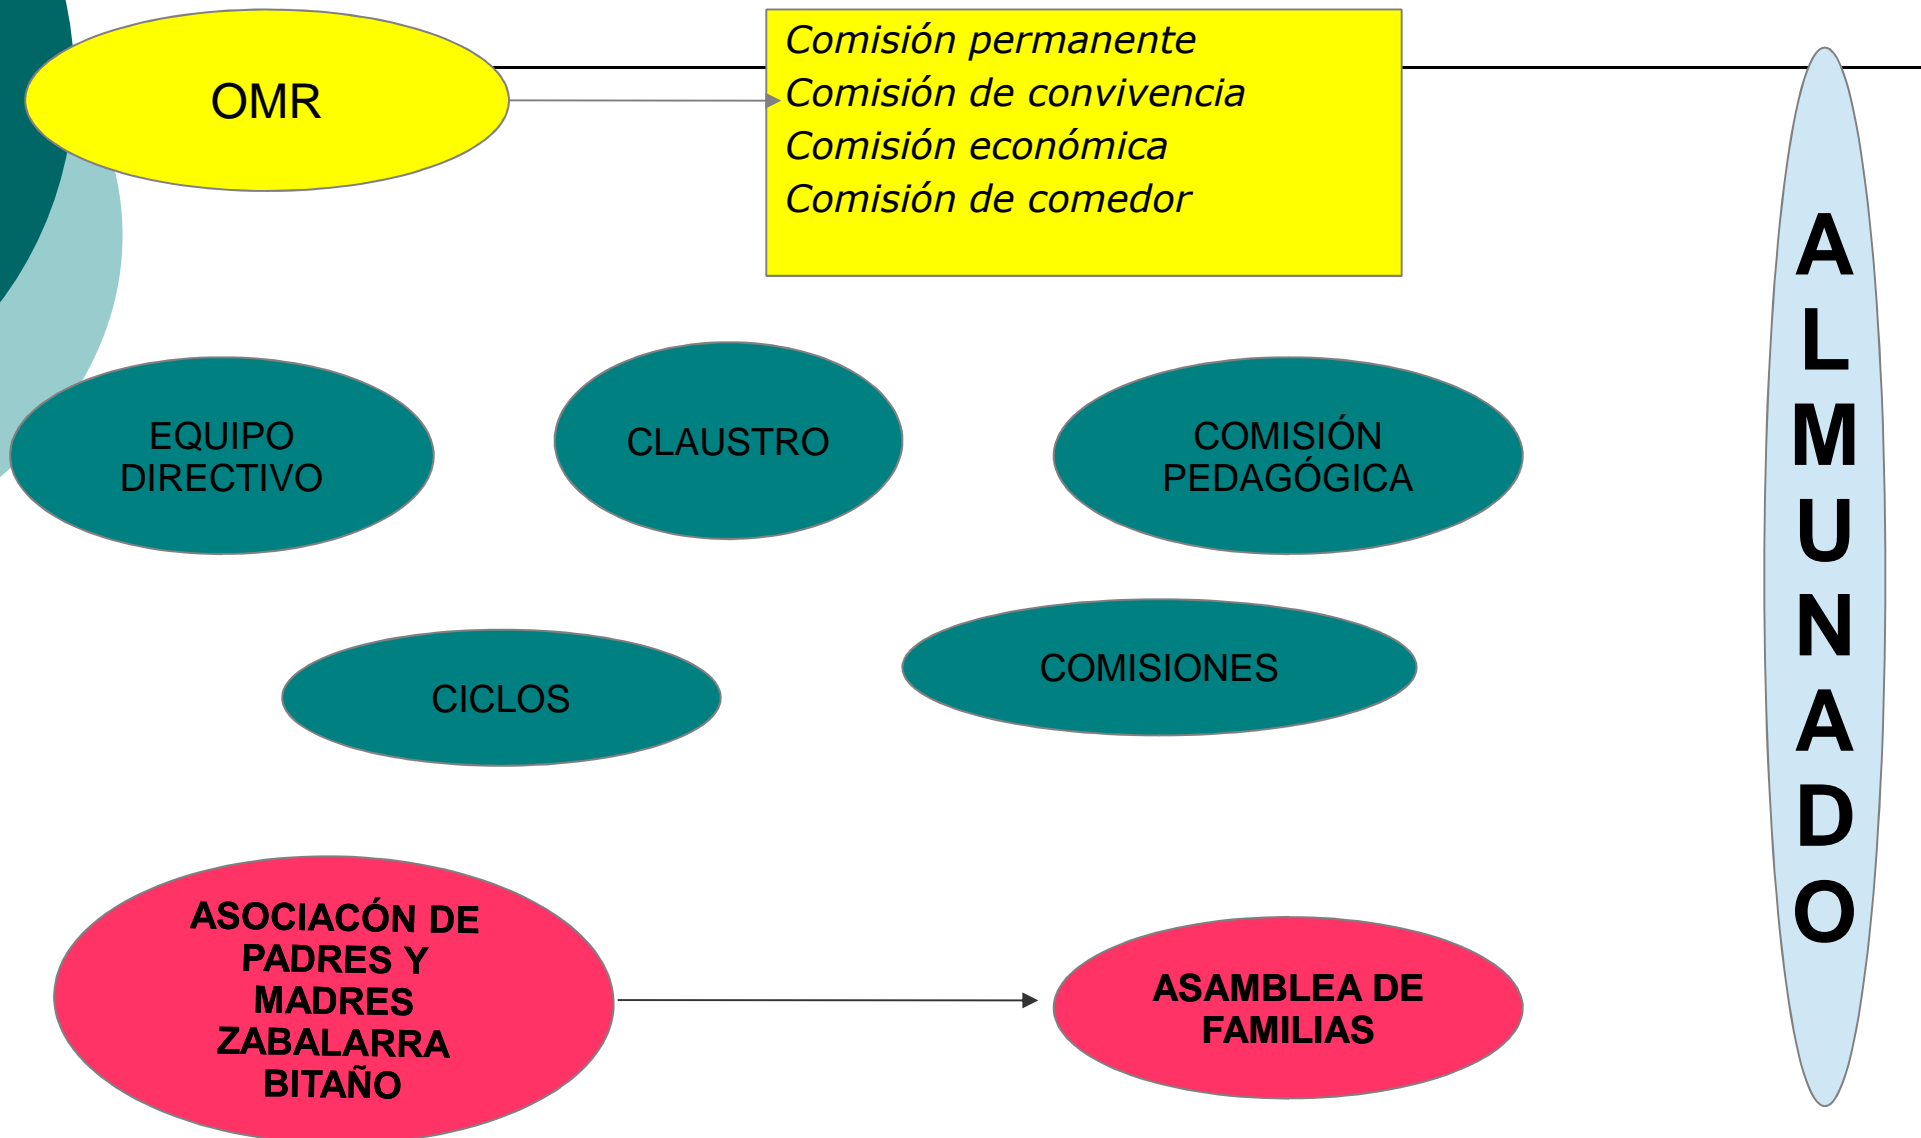 OMR
Comisión permanente
Comisión de convivencia
Comisión económica
Comisión de comedor
EQUIPO
DIRECTIVO
CLAUSTRO
COMISIÓN
PEDAGÓGICA
CICLOS
COMISIONES
ASOCIACÓN DE
PADRES Y
MADRES
ZABALARRA
BITAÑO
ASAMBLEA DE
FAMILIAS
A
L
M
U
N
A
D
O